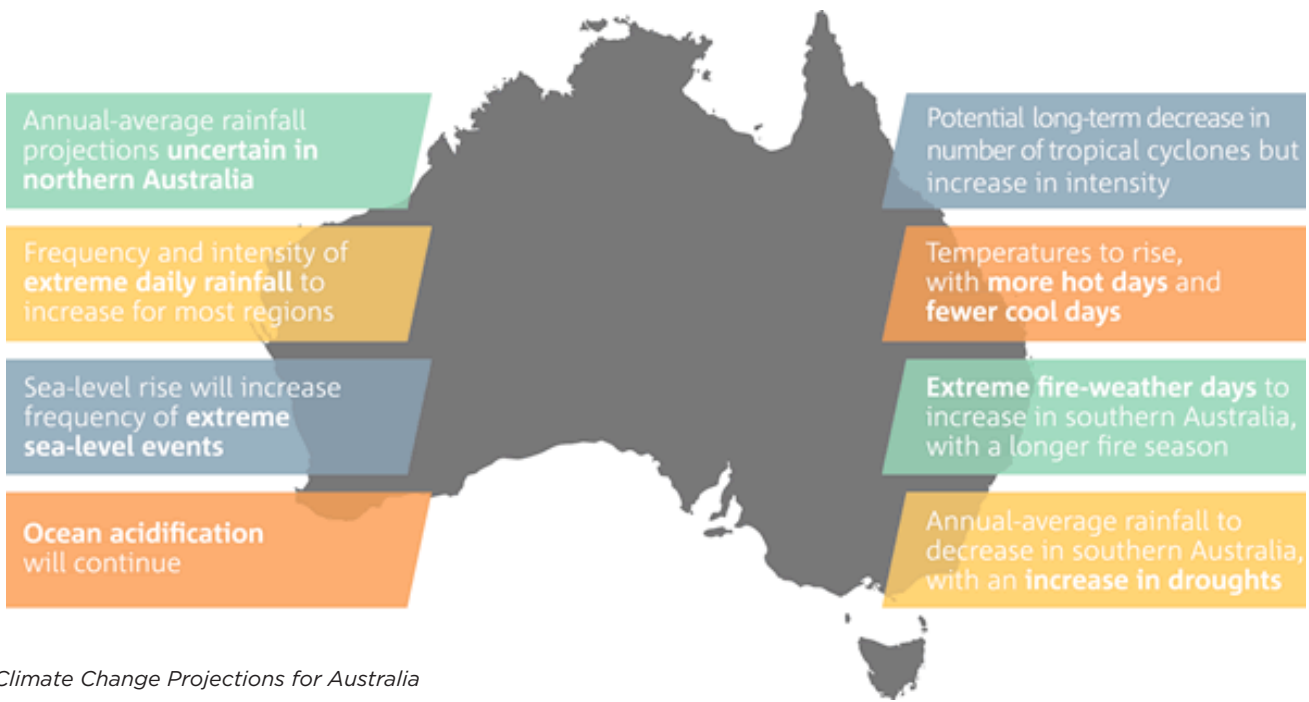 Annual-average rainfall
projections uncertain in
northern Australia
Frequency and intensity of
extreme daily rainfall to
increase for most regions
Sea-level rise will increase
frequency of extreme
sea-level events
Ocean acidification
will continue
Potential long-term decrease in
number of tropical cyclones but
increase in intensity
Temperatures to rise,
with more hot days and
fewer cool days
Extreme fire-weather days to
increase in southern Australia,
with a longer fire season
Annual-average rainfall to
decrease in southern Australia,
with an increase in droughts
Climate Change Projections for Australia